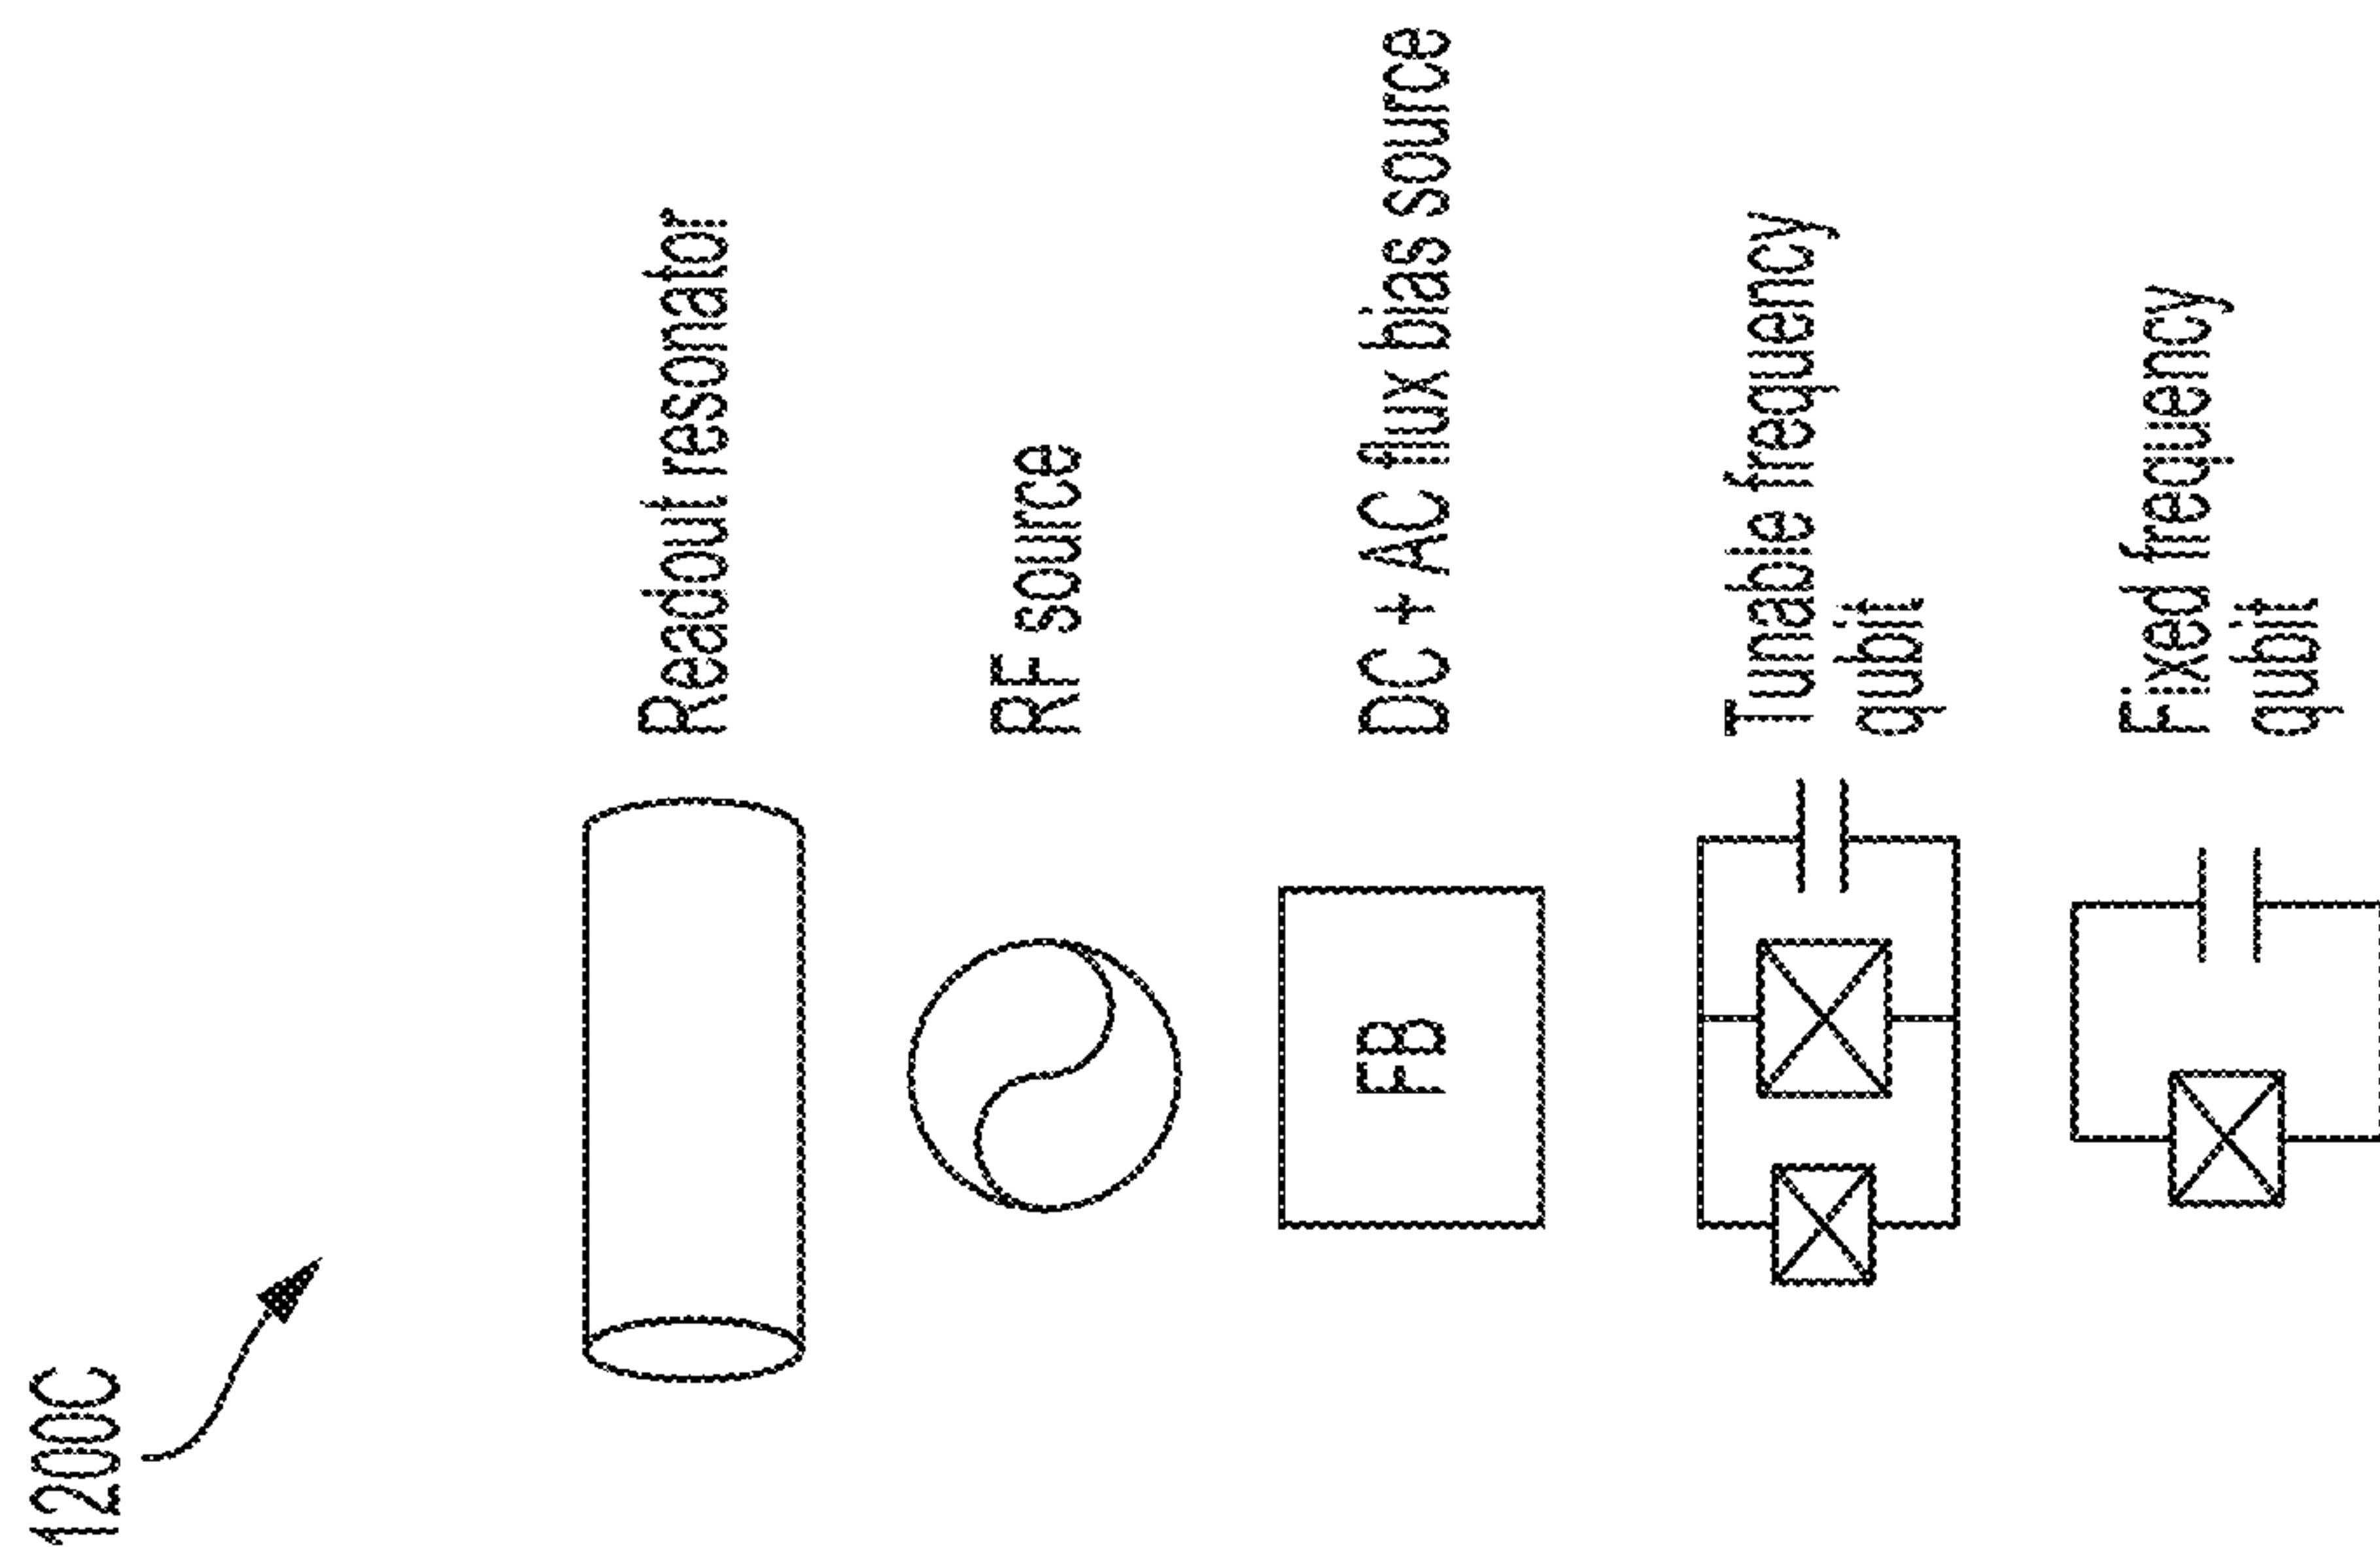 1200C
Readout resonator
RF source
FB
DC + AC flux bias source
Tunable frequency
qubit
Fixed frequency
qubit